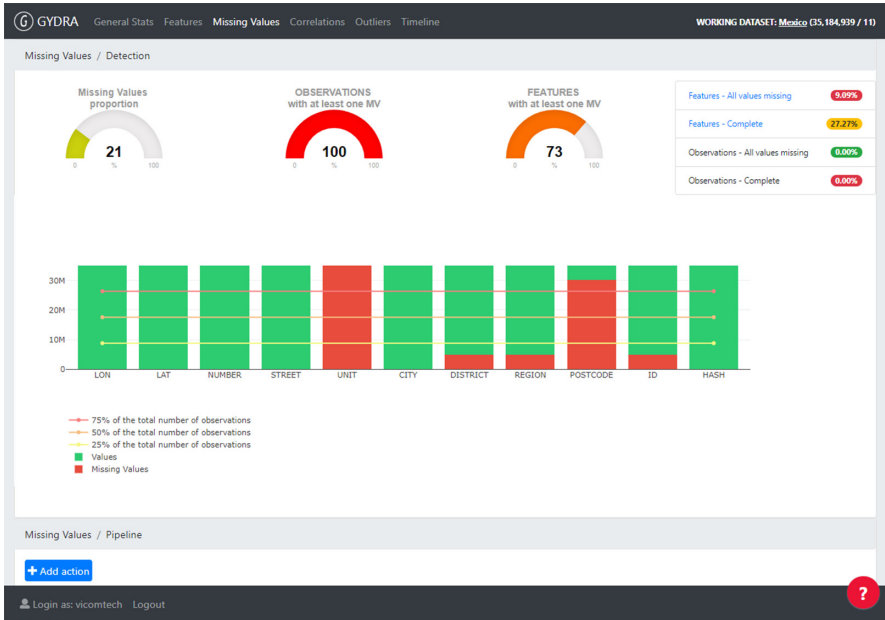 GYDRA General Stats Features Missing Values Correlations Outliers Timeline WORKING DATASET: Mexico (35,184,939 / 11)
Missing Values / Detection
Missing Values
proportion
21
0 % 100
OBSERVATIONS
with at least one MV
100
0 % 100
FEATURES
with at least one MV
73
0 % 100
Features - All values missing 9.09%
Features - Complete 27.27%
Observations - All values missing 0.00%
Observations - Complete 0.00%
30M
20M
10M
0
LON LAT NUMBER STREET UNIT CITY DISTRICT REGION POSTCODE ID HASH
75% of the total number of observations
50% of the total number of observations
25% of the total number of observations
Values
Missing Values
Missing Values / Pipeline
+ Add action
Login as: vicomtech Logout
?